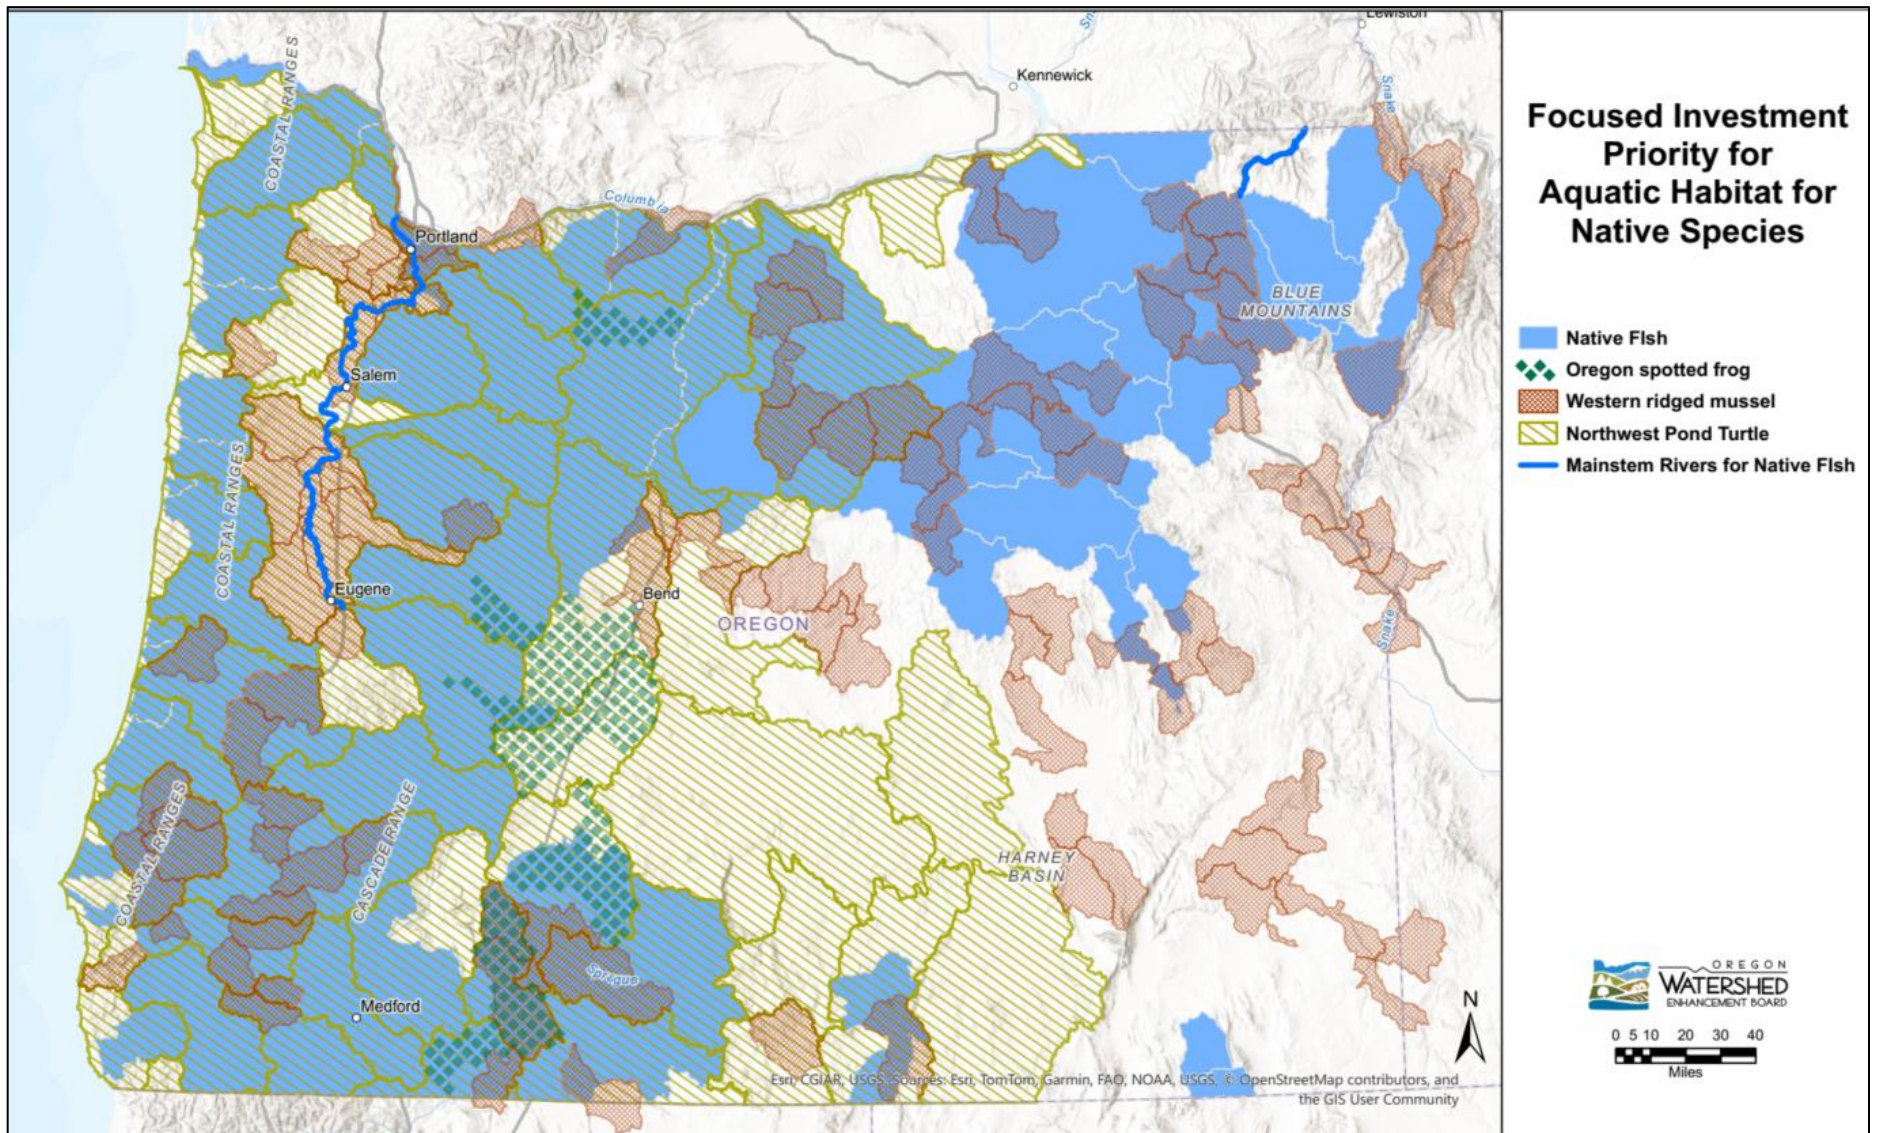 Focused Investment
Priority for
Aquatic Habitat for
Native Species
Native FIsh
Oregon spotted frog
Western ridged mussel
Northwest Pond Turtle
Mainstem Rivers for Native FIsh
OREGON
WATERSHED
ENHANCEMENT BOARD
0 5 10 20 30 40
Miles
N
Lewiston
Kennewick
Snake
COASTAL RANGES
Columbia
Portland
BLUE
MOUNTAINS
Salem
COASTAL RANGES
Eugene
Bend
OREGON
Snake
COASTAL RANGES
CASCADE RANGE
HARNEY
BASIN
Sprague
Medford
Esri, CGIAR, USGS, Sources: Esri, TomTom, Garmin, FAO, NOAA, USGS, © OpenStreetMap contributors, and
the GIS User Community